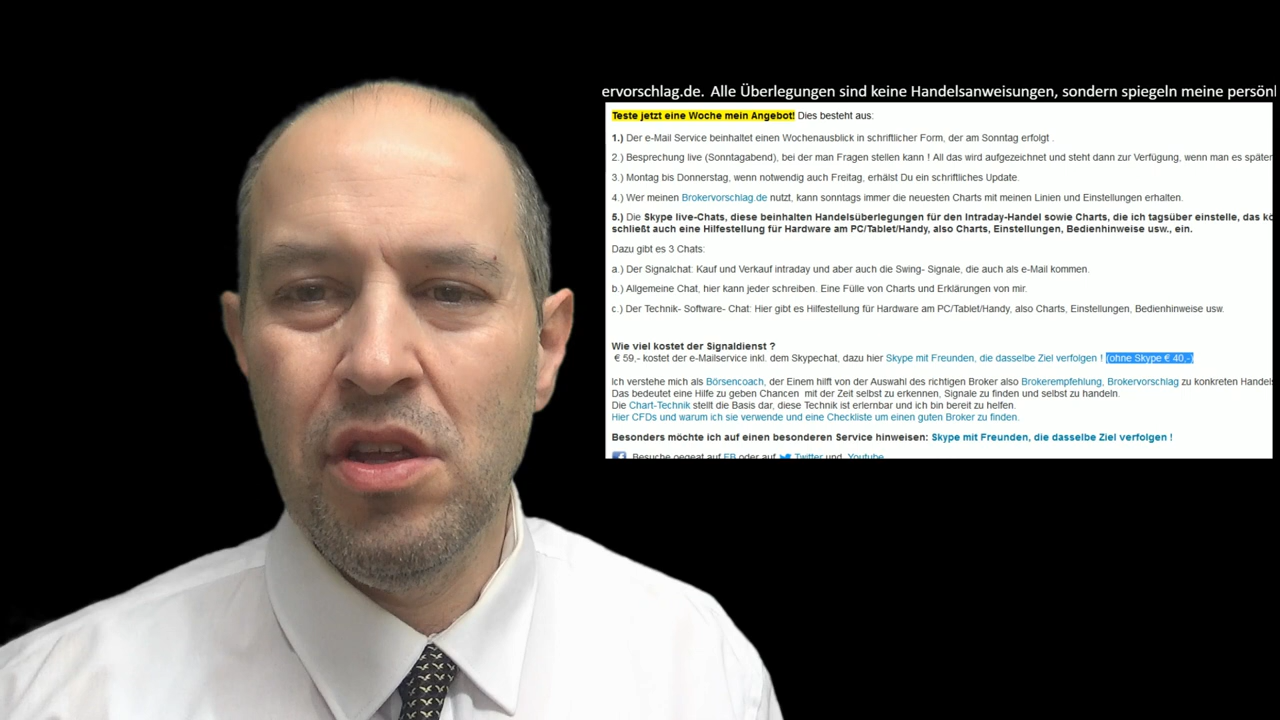 ervorschlag.de. Alle Überlegungen sind keine Handelsanweisungen, sondern spiegeln meine persönl
Teste jetzt eine Woche mein Angebot! Dies besteht aus:
1.) Der e-Mail Service beinhaltet einen Wochenausblick in schriftlicher Form, der am Sonntag erfolgt .
2.) Besprechung live (Sonntagabend), bei der man Fragen stellen kann ! All das wird aufgezeichnet und steht dann zur Verfügung, wenn man es später
3.) Montag bis Donnerstag, wenn notwendig auch Freitag, erhälst Du ein schriftliches Update.
4.) Wer meinen Brokervorschlag.de nutzt, kann sonntags immer die neuesten Charts mit meinen Linien und Einstellungen erhalten.
5.) Die Skype live-Chats, diese beinhalten Handelsüberlegungen für den Intraday-Handel sowie Charts, die ich tagsüber einstelle, das kö
schließt auch eine Hilfestellung für Hardware am PC/Tablet/Handy, also Charts, Einstellungen, Bedienhinweise usw., ein.
Dazu gibt es 3 Chats:
a.) Der Signalchat: Kauf und Verkauf intraday und aber auch die Swing- Signale, die auch als e-Mail kommen.
b.) Allgemeine Chat, hier kann jeder schreiben. Eine Fülle von Charts und Erklärungen von mir.
c.) Der Technik- Software- Chat: Hier gibt es Hilfestellung für Hardware am PC/Tablet/Handy, also Charts, Einstellungen, Bedienhinweise usw.
Wie viel kostet der Signaldienst ?
€ 59,- kostet der e-Mailservice inkl. dem Skypechat, dazu hier Skype mit Freunden, die dasselbe Ziel verfolgen ! (ohne Skype € 40,-)
Ich verstehe mich als Börsencoach, der Einem hilft von der Auswahl des richtigen Broker also Brokerempfehlung, Brokervorschlag zu konkreten Handels
Das bedeutet eine Hilfe zu geben Chancen mit der Zeit selbst zu erkennen, Signale zu finden und selbst zu handeln.
Die Chart-Technik stellt die Basis dar, diese Technik ist erlernbar und ich bin bereit zu helfen.
Hier CFDs und warum ich sie verwende und eine Checkliste um einen guten Broker zu finden.
Besonders möchte ich auf einen besonderen Service hinweisen: Skype mit Freunden, die dasselbe Ziel verfolgen !
Besuche oegeat auf FB oder auf Twitter und Youtube